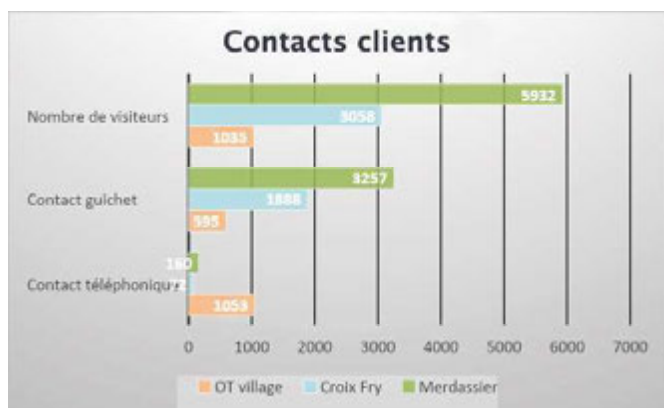 Contacts clients
Nombre de visiteurs
5932
3058
1035
Contact guichet
3257
1888
595
Contact téléphonique
160
72
1053
0 1000 2000 3000 4000 5000 6000 7000
OT village Croix Fry Merdassier